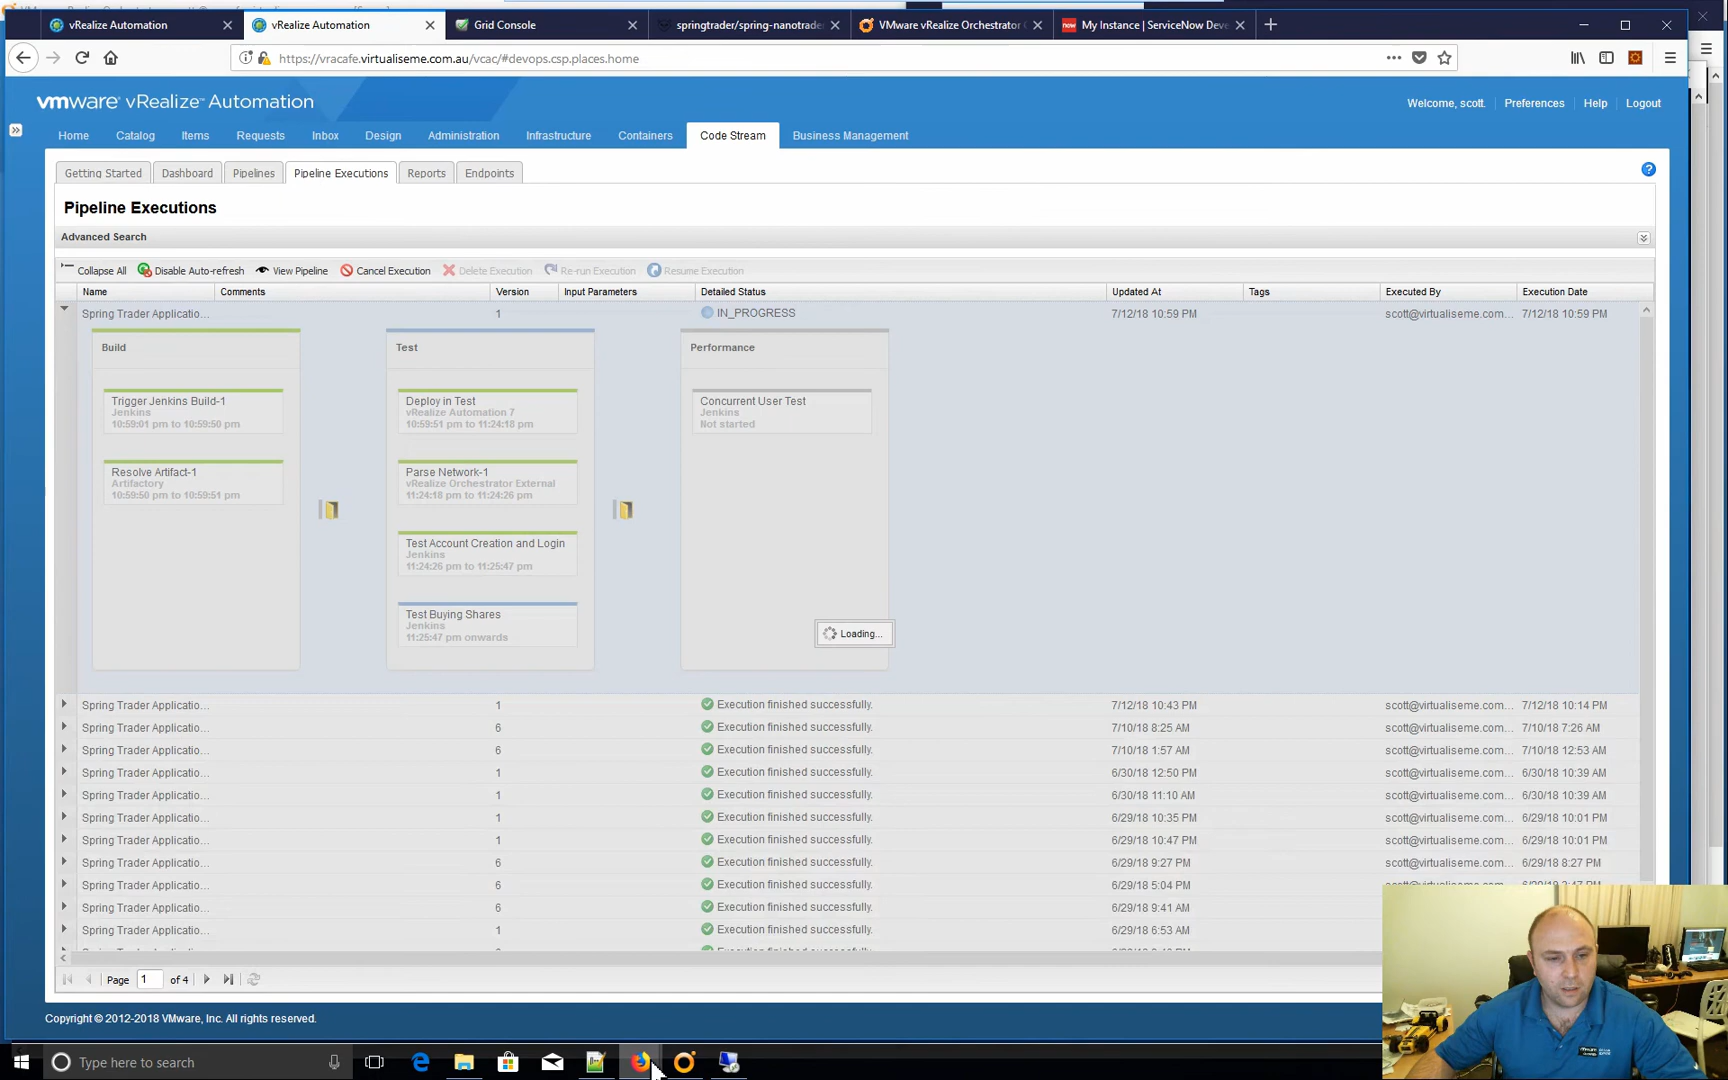 vRealize Automation
vRealize Automation
Grid Console
springtrader/spring-nanotrader
VMware vRealize Orchestrator
My Instance | ServiceNow Deve
https://vracafe.virtualiseme.com.au/vcac/#devops.csp.places.home
vmware vRealize Automation
Welcome, scott. Preferences Help Logout
Home Catalog Items Requests Inbox Design Administration Infrastructure Containers Code Stream Business Management
Getting Started Dashboard Pipelines Pipeline Executions Reports Endpoints
Pipeline Executions
Advanced Search
Collapse All Disable Auto-refresh View Pipeline Cancel Execution Delete Execution Re-run Execution Resume Execution
Name Comments Version Input Parameters Detailed Status Updated At Tags Executed By Execution Date
Spring Trader Applicatio... 1 IN_PROGRESS 7/12/18 10:59 PM scott@virtualiseme.com... 7/12/18 10:59 PM
Build
Trigger Jenkins Build-1
Jenkins
10:59:01 pm to 10:59:50 pm
Resolve Artifact-1
Artifactory
10:59:50 pm to 10:59:51 pm
Test
Deploy in Test
vRealize Automation 7
10:59:51 pm to 11:24:18 pm
Parse Network-1
vRealize Orchestrator External
11:24:18 pm to 11:24:26 pm
Test Account Creation and Login
Jenkins
11:24:26 pm to 11:25:47 pm
Test Buying Shares
Jenkins
11:25:47 pm onwards
Performance
Concurrent User Test
Jenkins
Not started
Loading...
Spring Trader Applicatio... 1 Execution finished successfully. 7/12/18 10:43 PM scott@virtualiseme.com... 7/12/18 10:14 PM
Spring Trader Applicatio... 6 Execution finished successfully. 7/10/18 8:25 AM scott@virtualiseme.com... 7/10/18 7:26 AM
Spring Trader Applicatio... 6 Execution finished successfully. 7/10/18 1:57 AM scott@virtualiseme.com... 7/10/18 12:53 AM
Spring Trader Applicatio... 1 Execution finished successfully. 6/30/18 12:50 PM scott@virtualiseme.com... 6/30/18 10:39 AM
Spring Trader Applicatio... 1 Execution finished successfully. 6/30/18 11:10 AM scott@virtualiseme.com... 6/30/18 10:39 AM
Spring Trader Applicatio... 1 Execution finished successfully. 6/29/18 10:35 PM scott@virtualiseme.com... 6/29/18 10:01 PM
Spring Trader Applicatio... 1 Execution finished successfully. 6/29/18 10:47 PM scott@virtualiseme.com... 6/29/18 10:01 PM
Spring Trader Applicatio... 6 Execution finished successfully. 6/29/18 9:27 PM scott@virtualiseme.com... 6/29/18 8:27 PM
Spring Trader Applicatio... 6 Execution finished successfully. 6/29/18 5:04 PM
Spring Trader Applicatio... 6 Execution finished successfully. 6/29/18 9:41 AM
Spring Trader Applicatio... 1 Execution finished successfully. 6/29/18 6:53 AM
Page 1 of 4
Copyright © 2012-2018 VMware, Inc. All rights reserved.
Type here to search